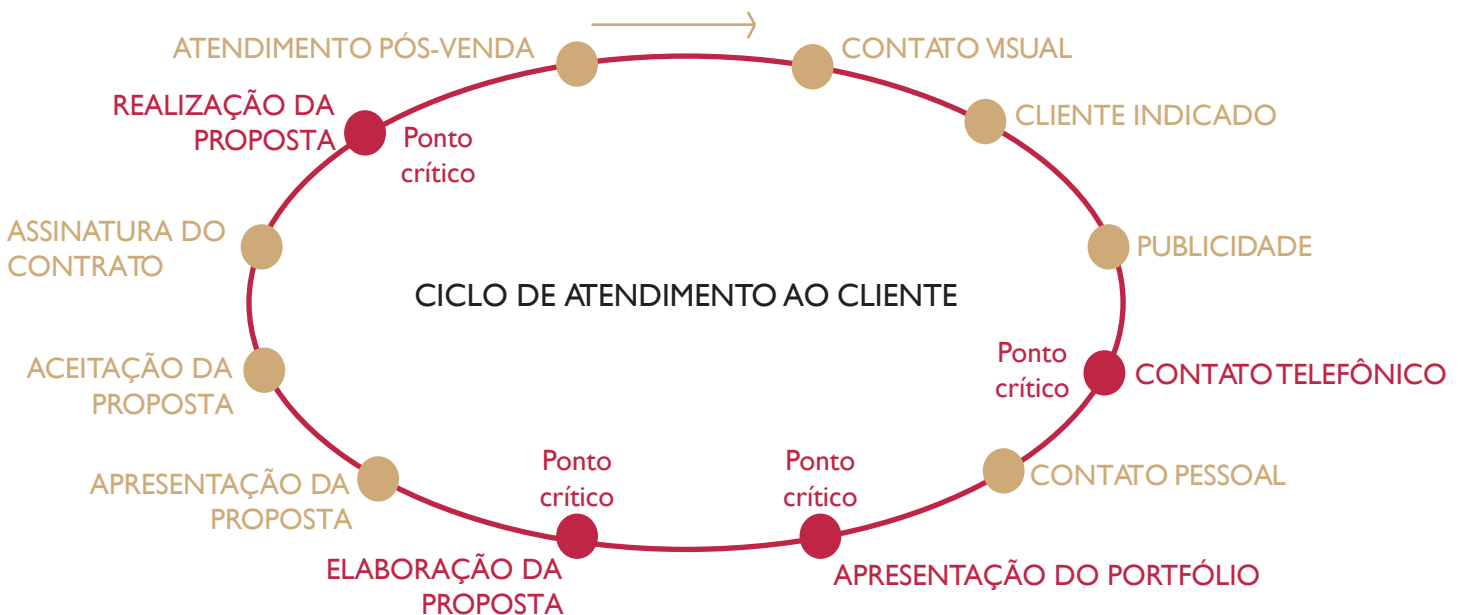 ATENDIMENTO PÓS-VENDA
CONTATO VISUAL
REALIZAÇÃO DA
PROPOSTA
Ponto
crítico
CLIENTE INDICADO
ASSINATURA DO
CONTRATO
PUBLICIDADE
CICLO DE ATENDIMENTO AO CLIENTE
ACEITAÇÃO DA
PROPOSTA
Ponto
crítico
CONTATO TELEFÔNICO
APRESENTAÇÃO DA
PROPOSTA
Ponto
crítico
Ponto
crítico
CONTATO PESSOAL
ELABORAÇÃO DA
PROPOSTA
APRESENTAÇÃO DO PORTFÓLIO